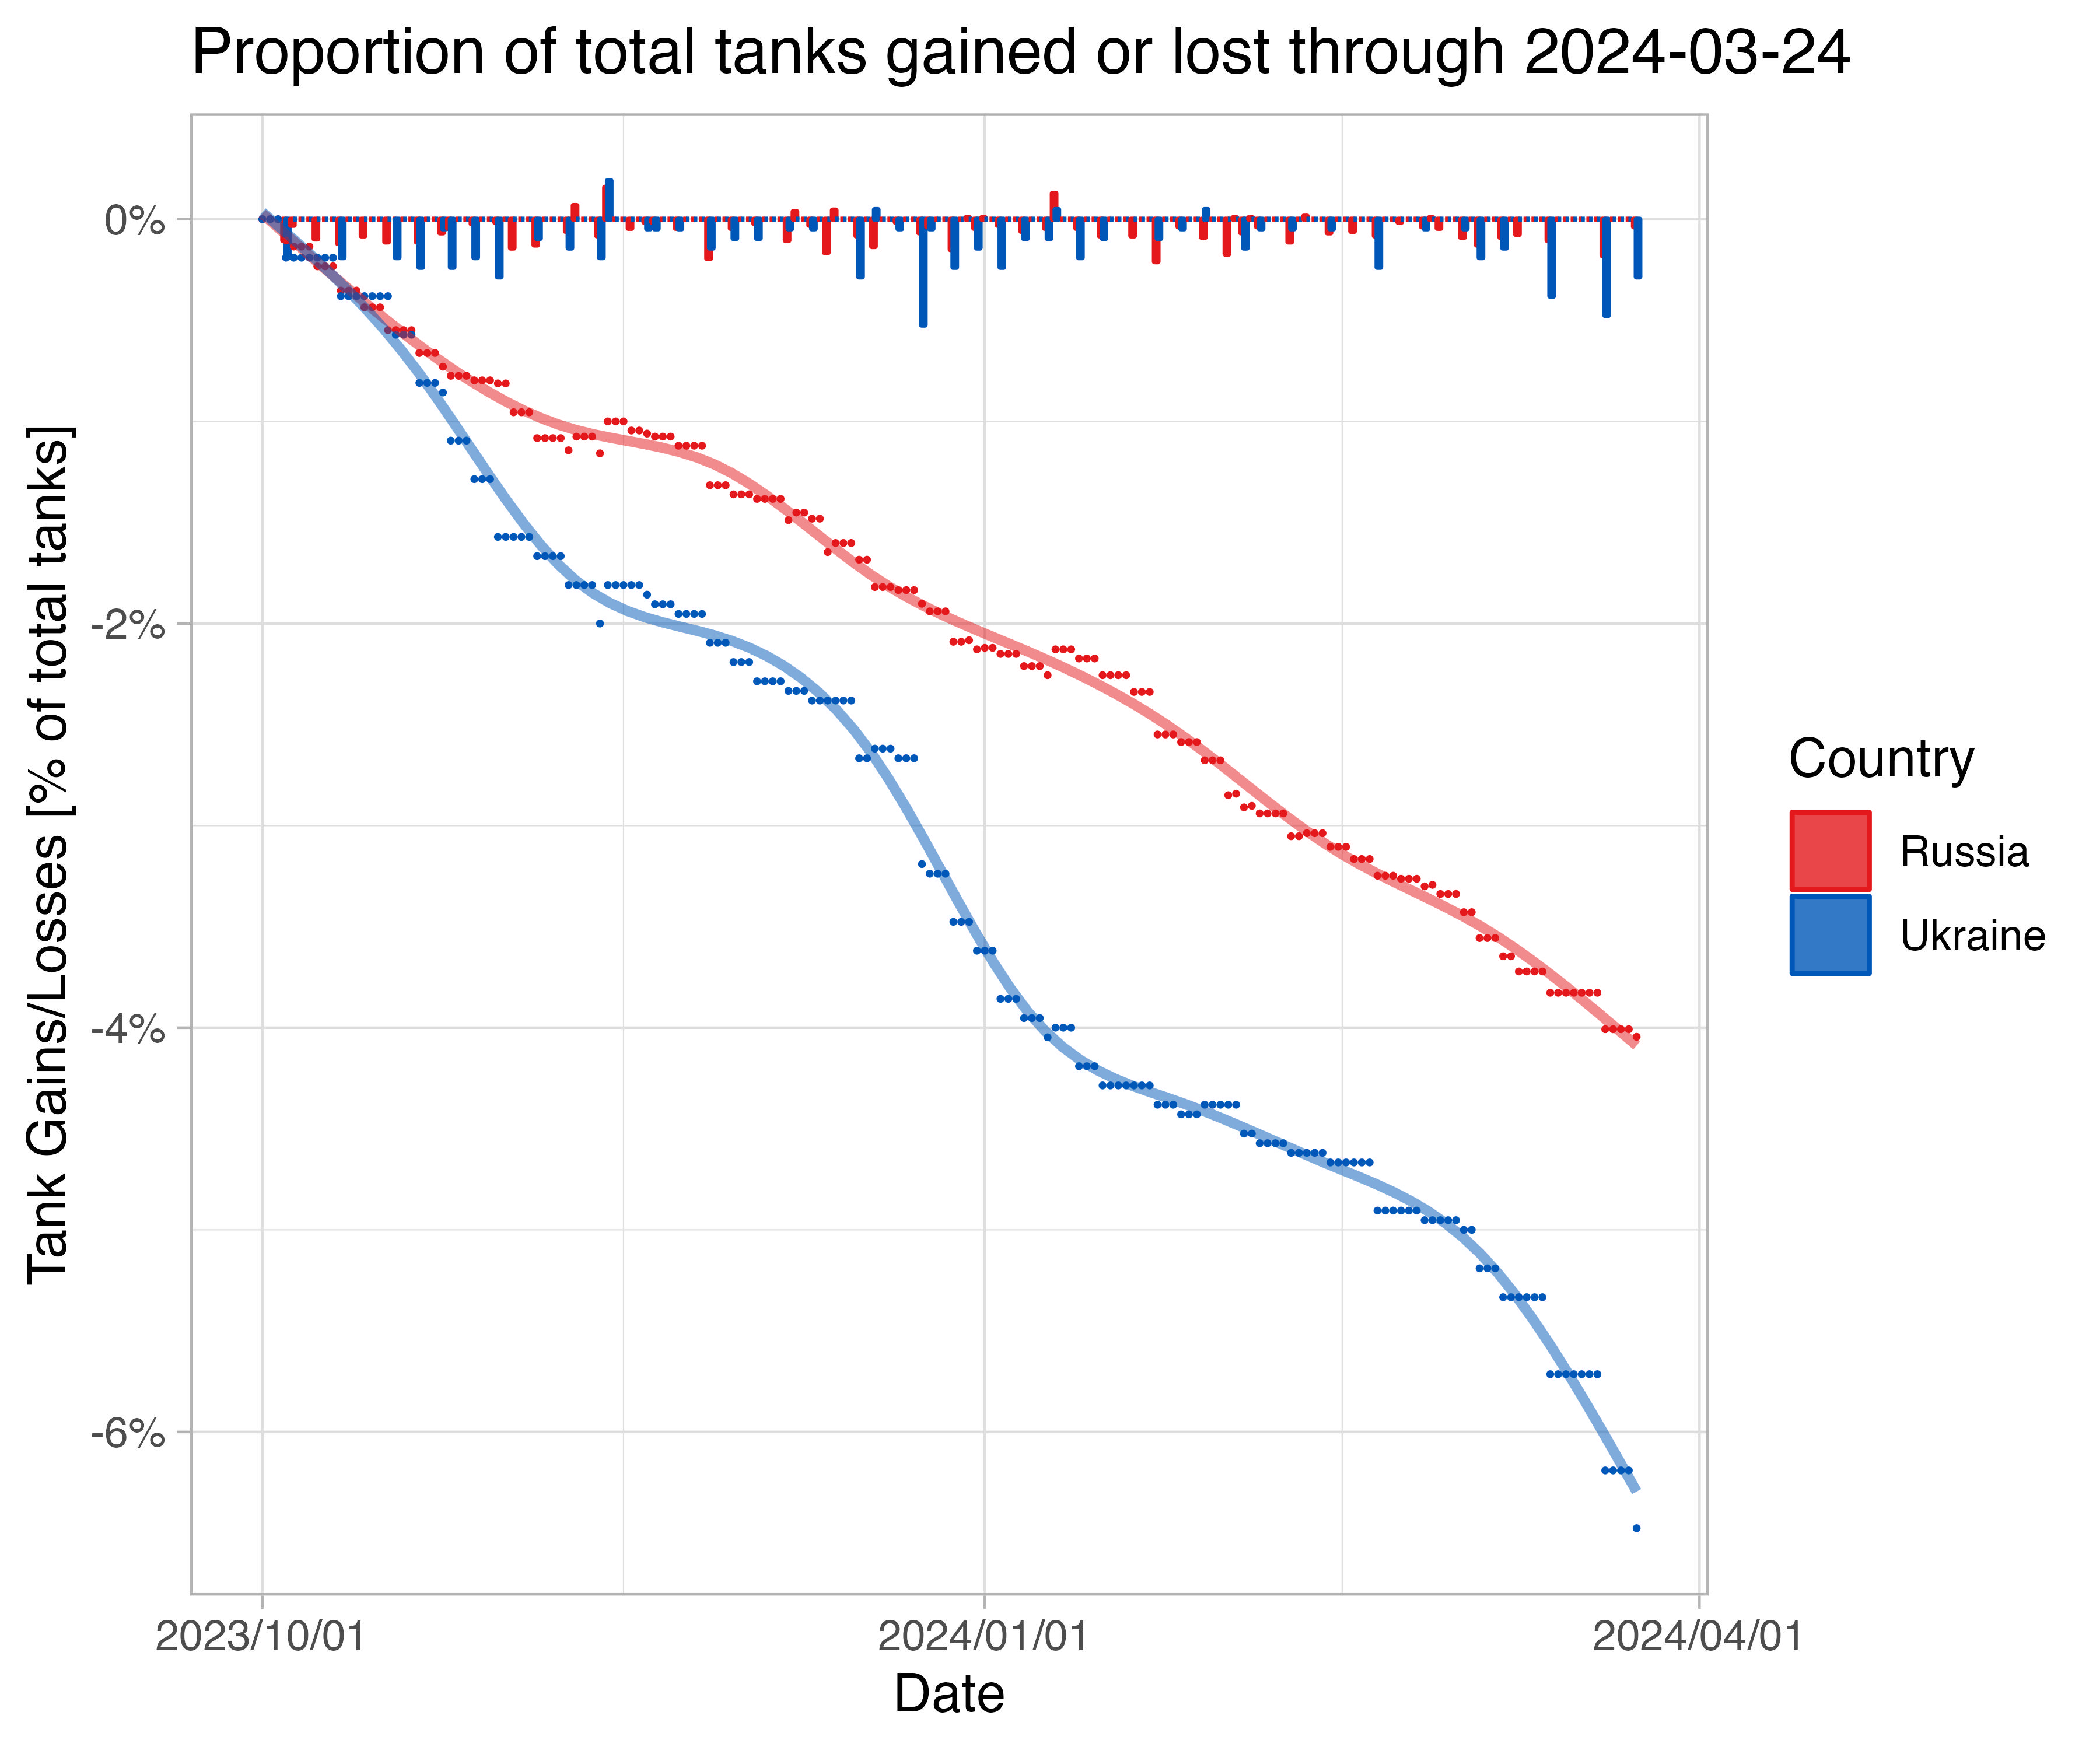 Proportion of total tanks gained or lost through 2024-03-24
Tank Gains/Losses [% of total tanks]
0%
-2%
-4%
-6%
2023/10/01
2024/01/01
2024/04/01
Date
Country
Russia
Ukraine